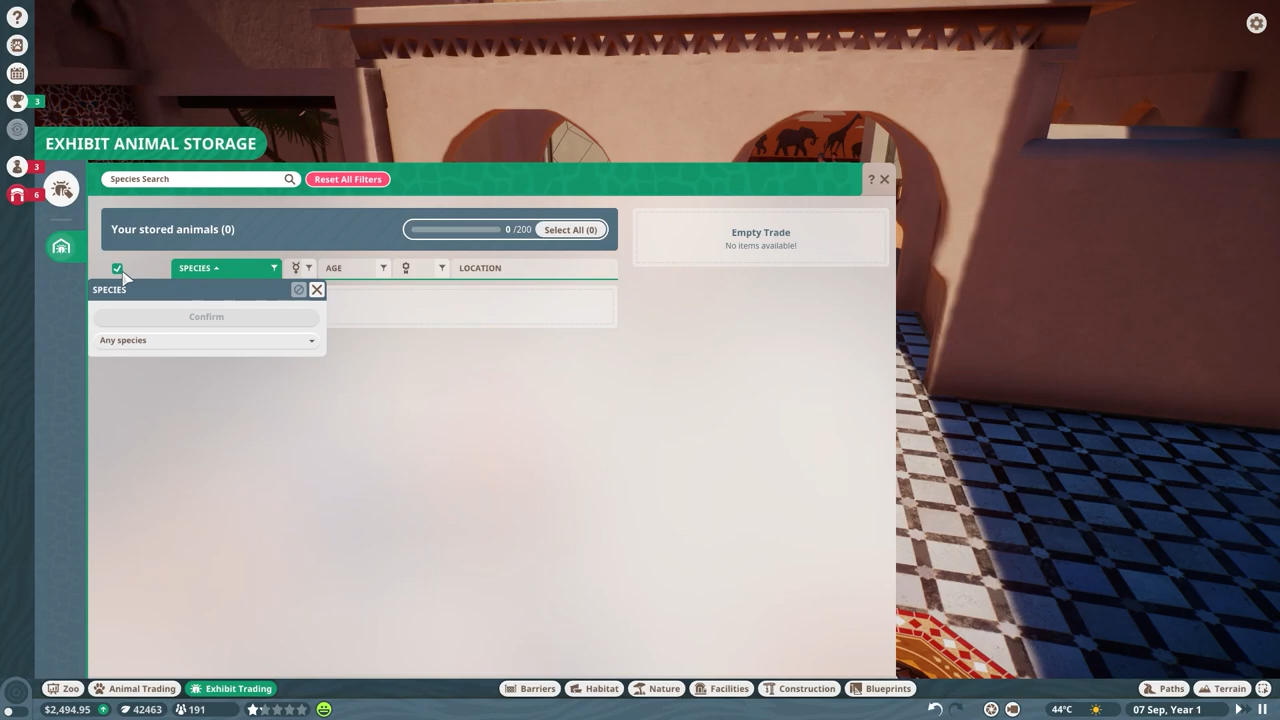 ?
3
EXHIBIT ANIMAL STORAGE
3
6
Species Search
Reset All Filters
? ✕
Your stored animals (0)
0 /200
Select All (0)
Empty Trade
No items available!
SPECIES
AGE
LOCATION
SPECIES
Confirm
Any species
Zoo
Animal Trading
Exhibit Trading
Barriers
Habitat
Nature
Facilities
Construction
Blueprints
Paths
Terrain
$2,494.95
42463
191
44°C
07 Sep, Year 1